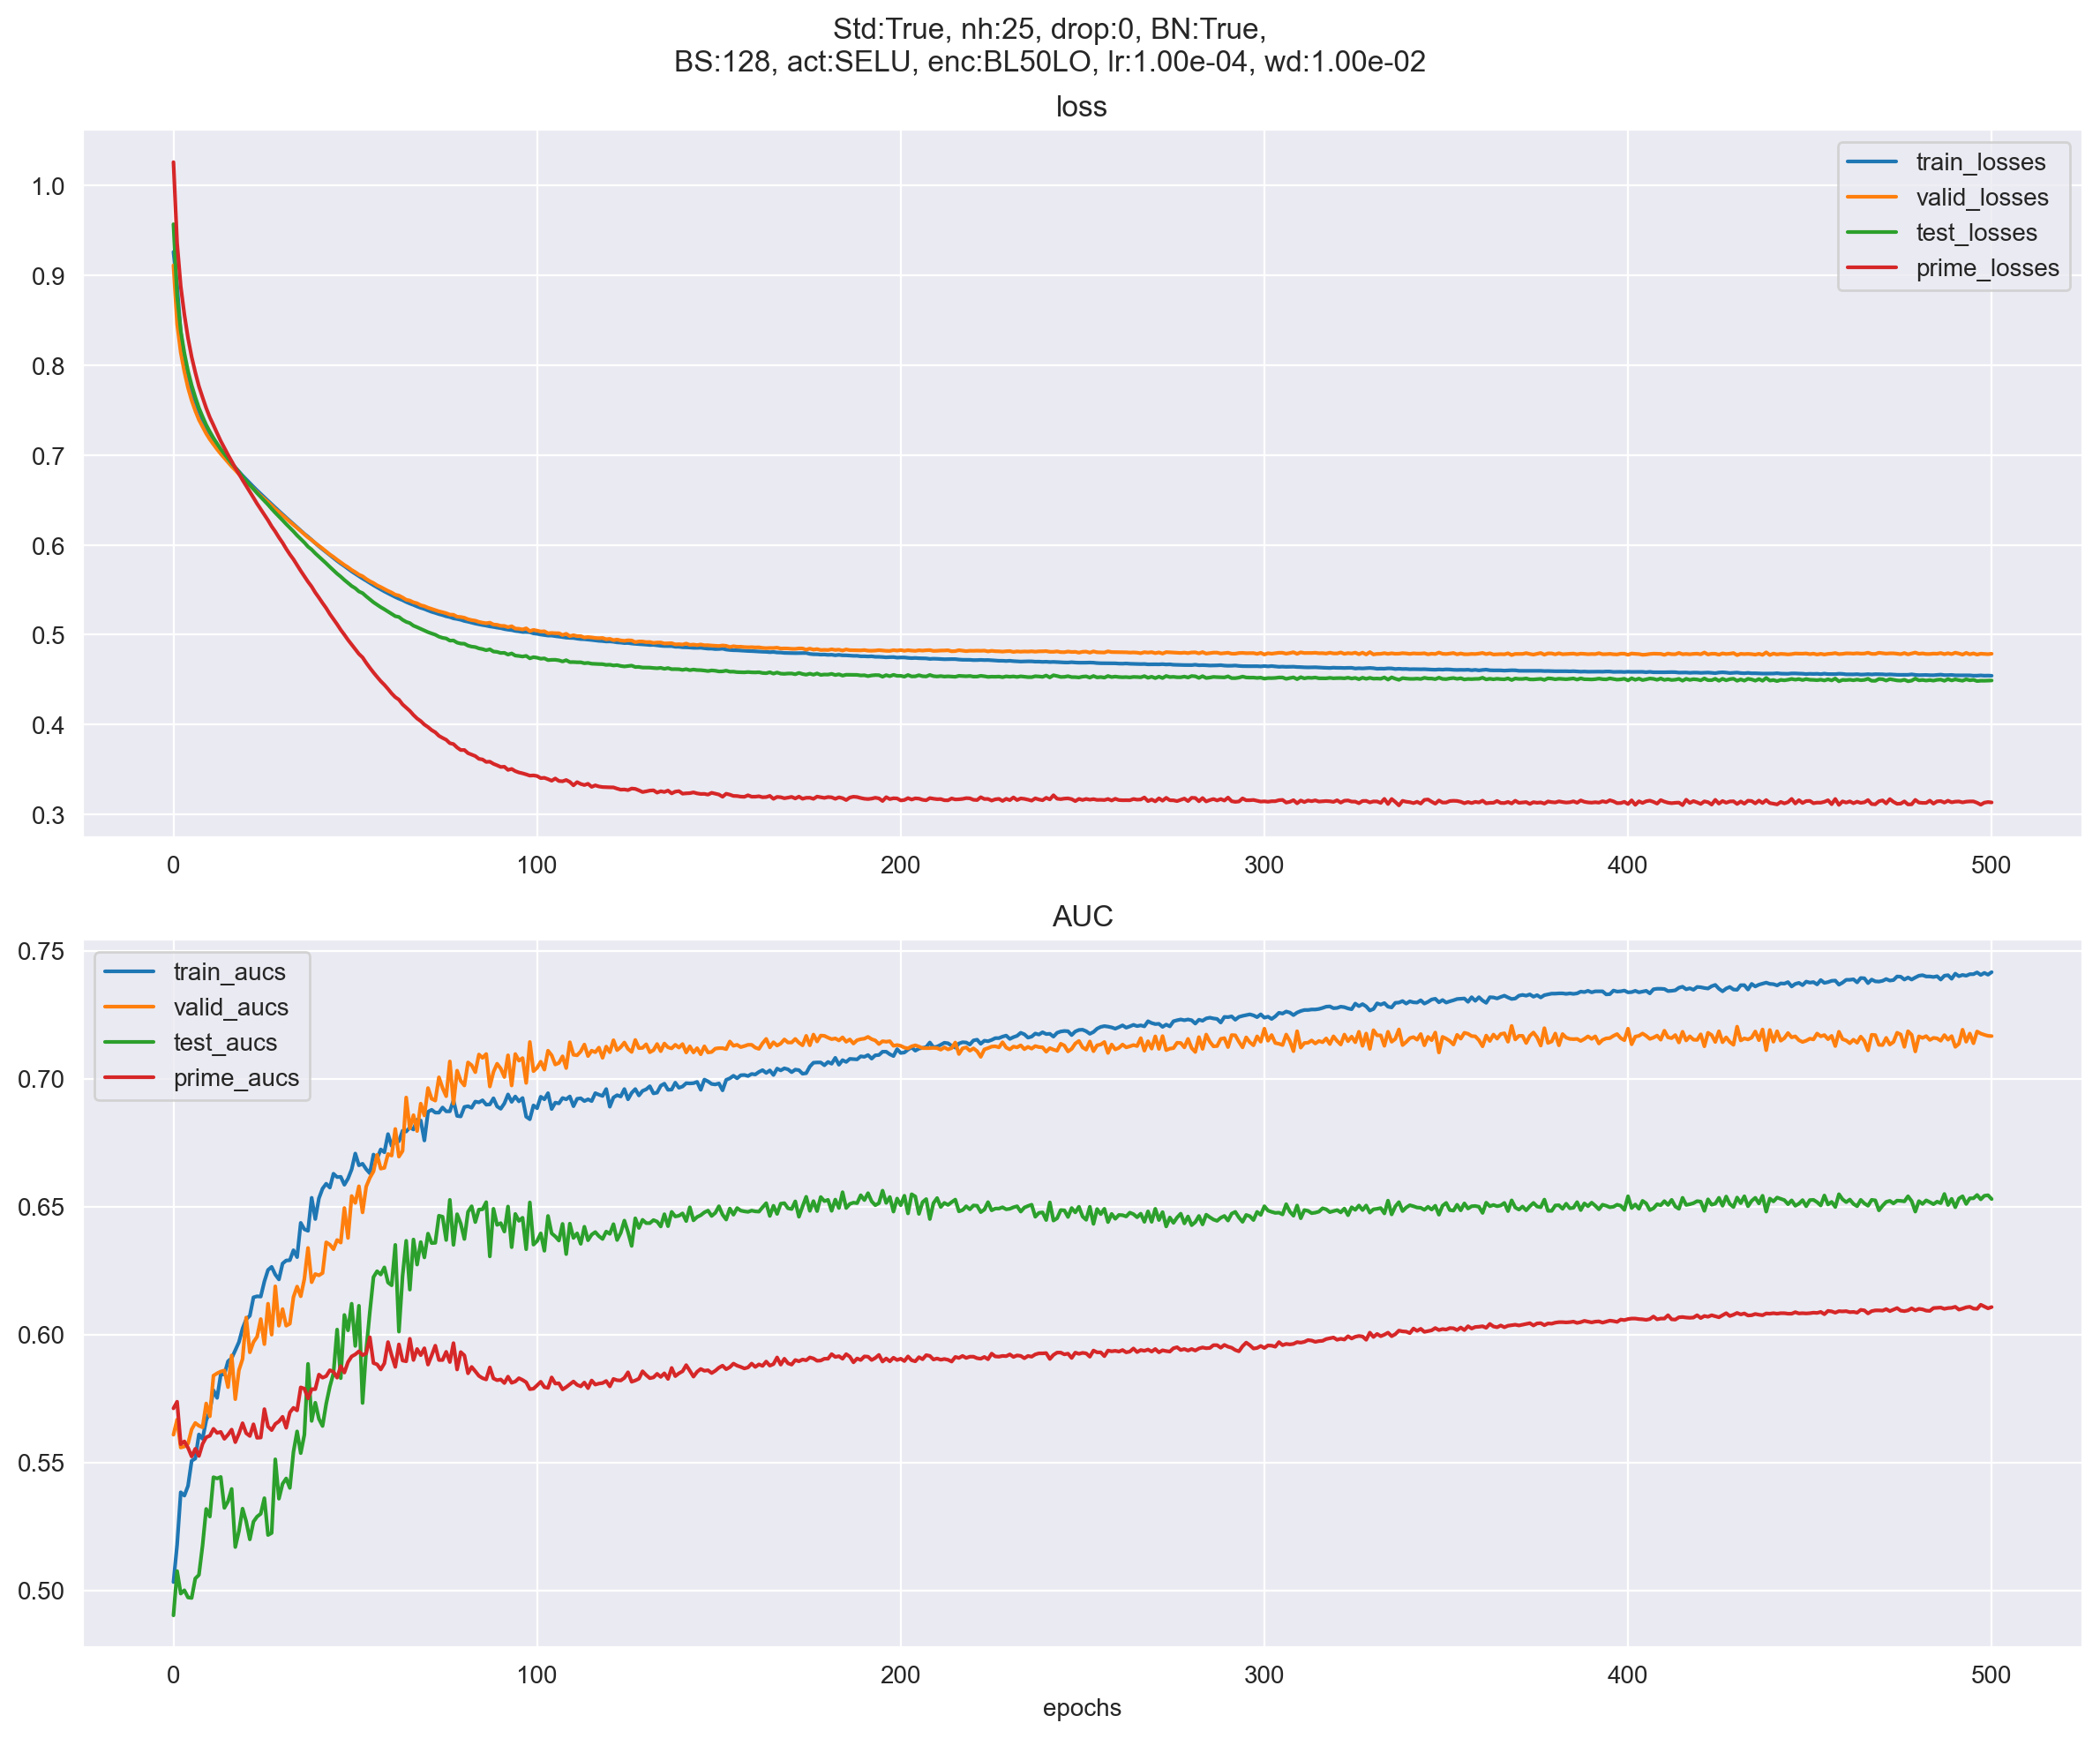 Std:True, nh:25, drop:0, BN:True,
BS:128, act:SELU, enc:BL50LO, lr:1.00e-04, wd:1.00e-02
loss
train_losses
valid_losses
test_losses
prime_losses
1.0
0.9
0.8
0.7
0.6
0.5
0.4
0.3
0 100 200 300 400 500
AUC
train_aucs
valid_aucs
test_aucs
prime_aucs
0.75
0.70
0.65
0.60
0.55
0.50
0 100 200 300 400 500
epochs